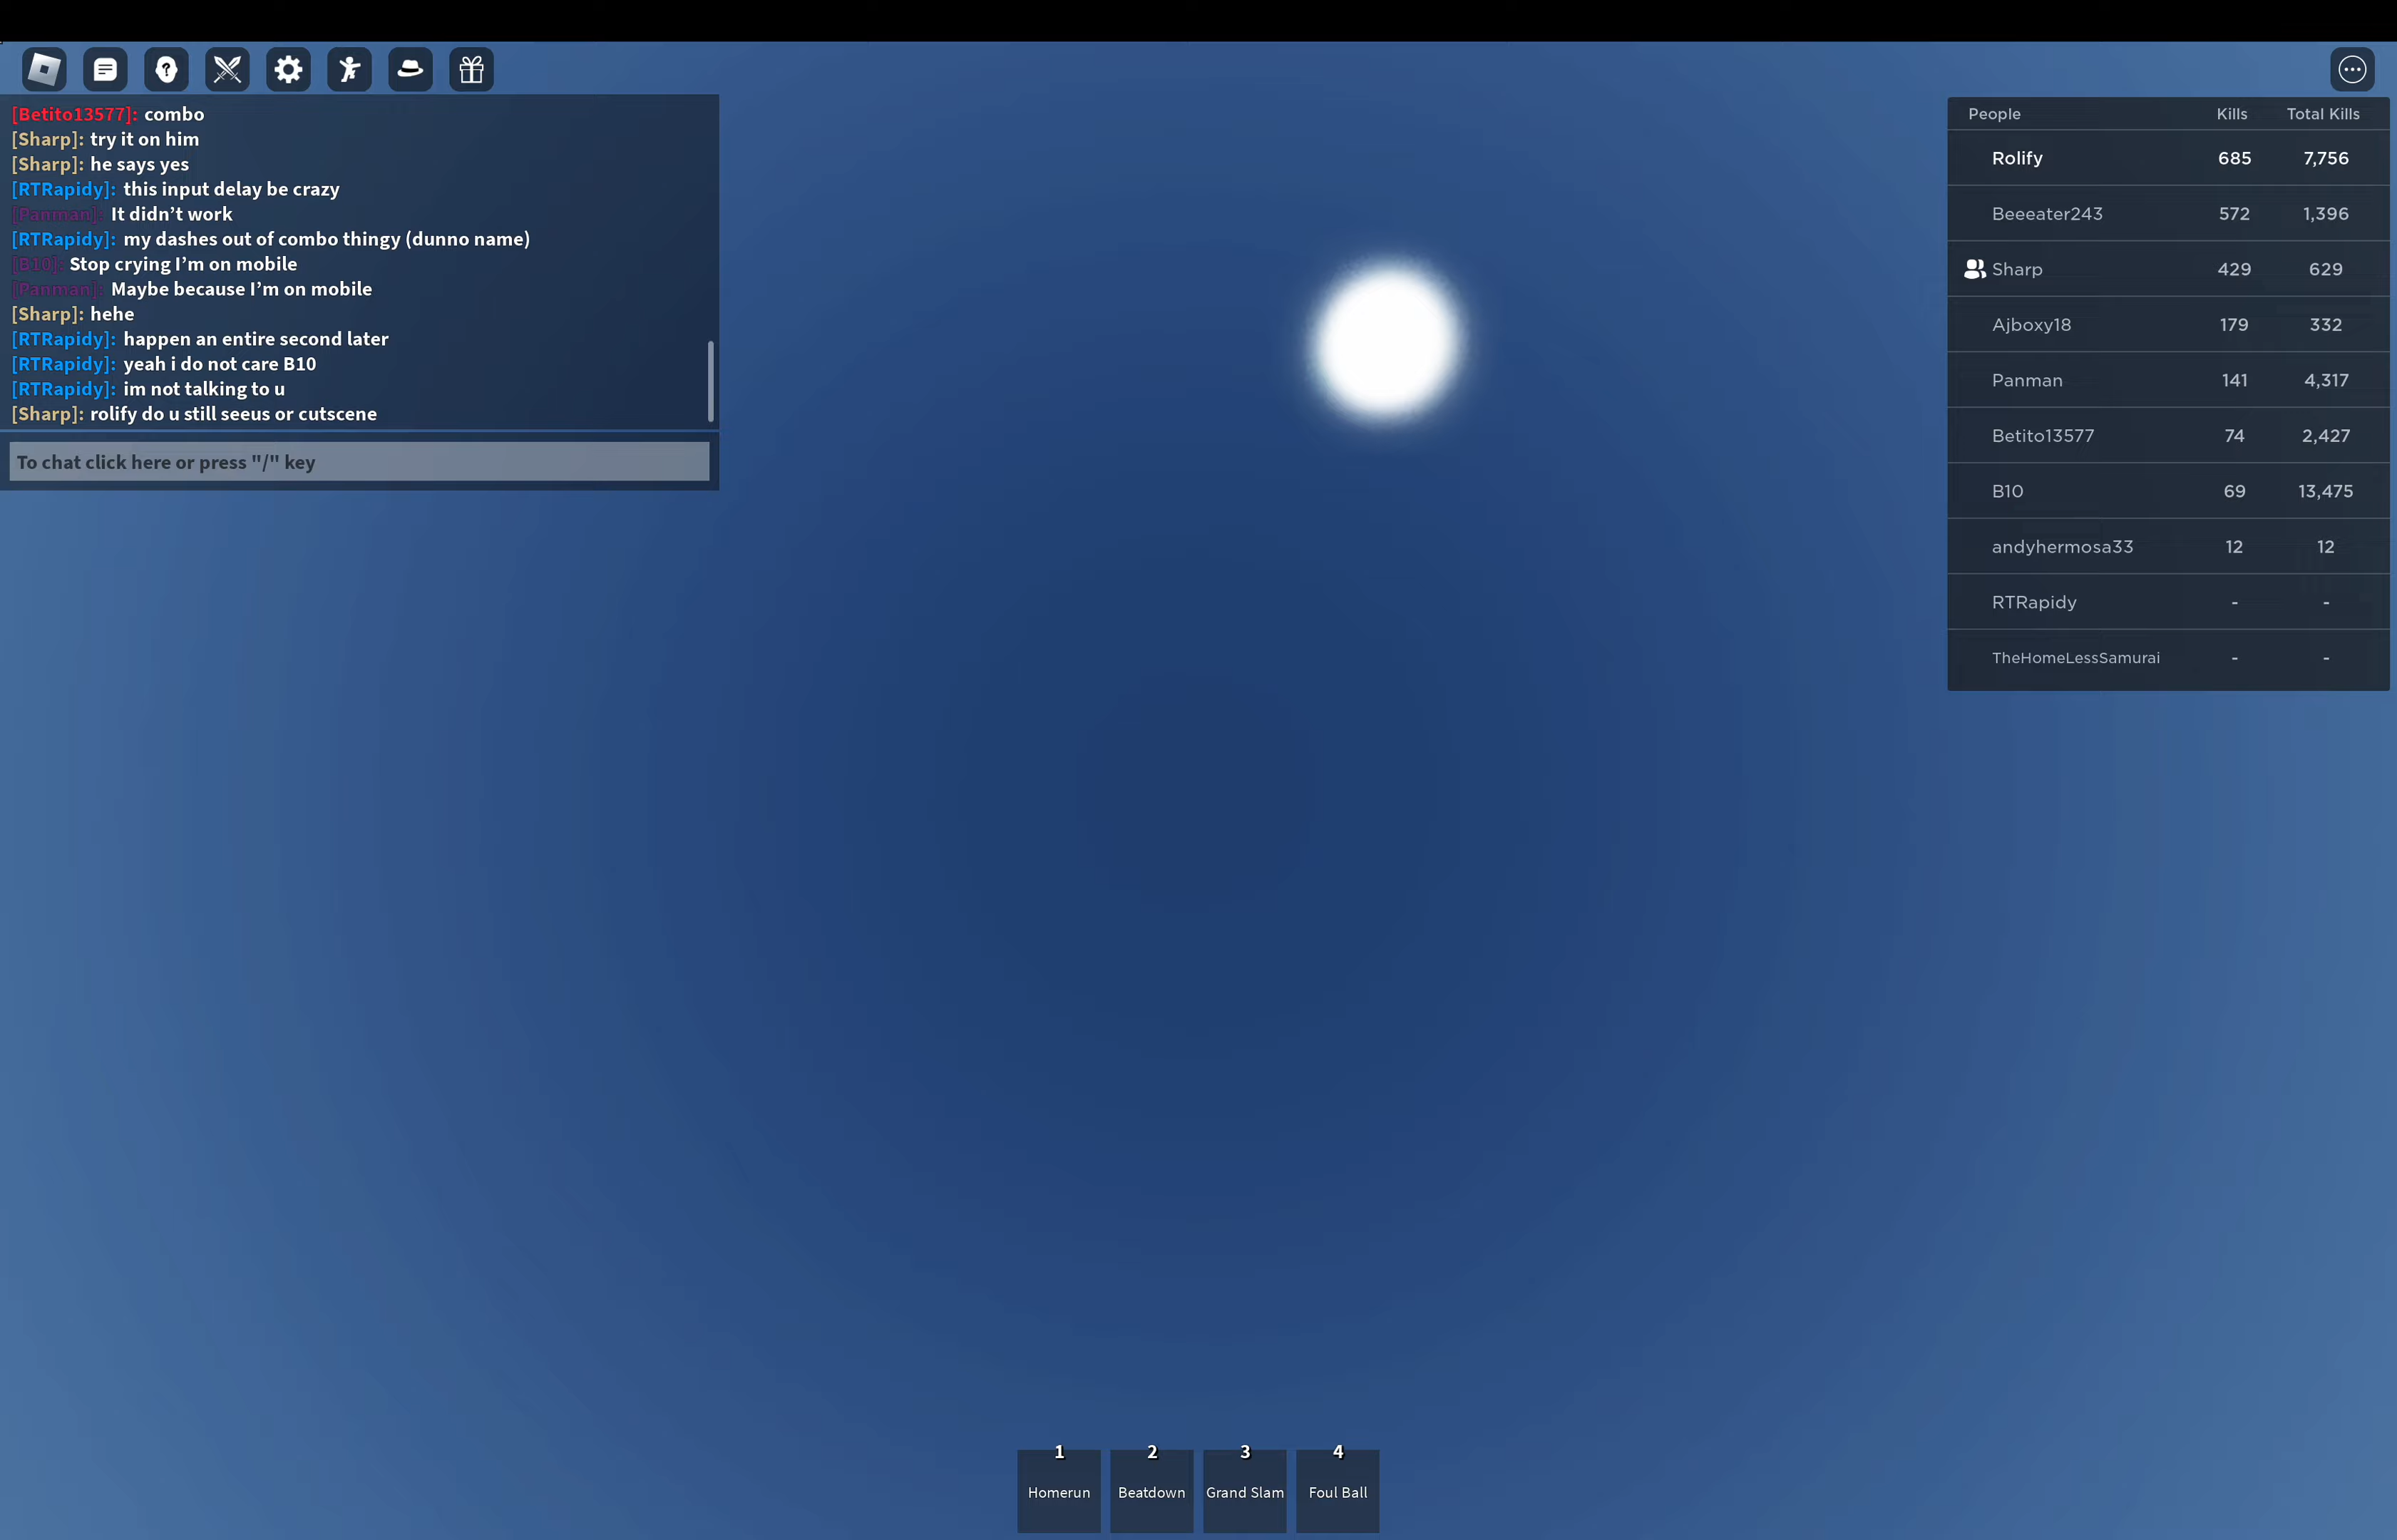 [Betito13577]: combo
[Sharp]: try it on him
[Sharp]: he says yes
[RTRapidy]: this input delay be crazy
[Panman]: It didn’t work
[RTRapidy]: my dashes out of combo thingy (dunno name)
[B10]: Stop crying I’m on mobile
[Panman]: Maybe because I’m on mobile
[Sharp]: hehe
[RTRapidy]: happen an entire second later
[RTRapidy]: yeah i do not care B10
[RTRapidy]: im not talking to u
[Sharp]: rolify do u still seeus or cutscene
To chat click here or press "/" key
People Kills Total Kills
Rolify 685 7,756
Beeeater243 572 1,396
Sharp 429 629
Ajboxy18 179 332
Panman 141 4,317
Betito13577 74 2,427
B10 69 13,475
andyhermosa33 12 12
RTRapidy - -
TheHomeLessSamurai - -
1 2 3 4
Homerun Beatdown Grand Slam Foul Ball